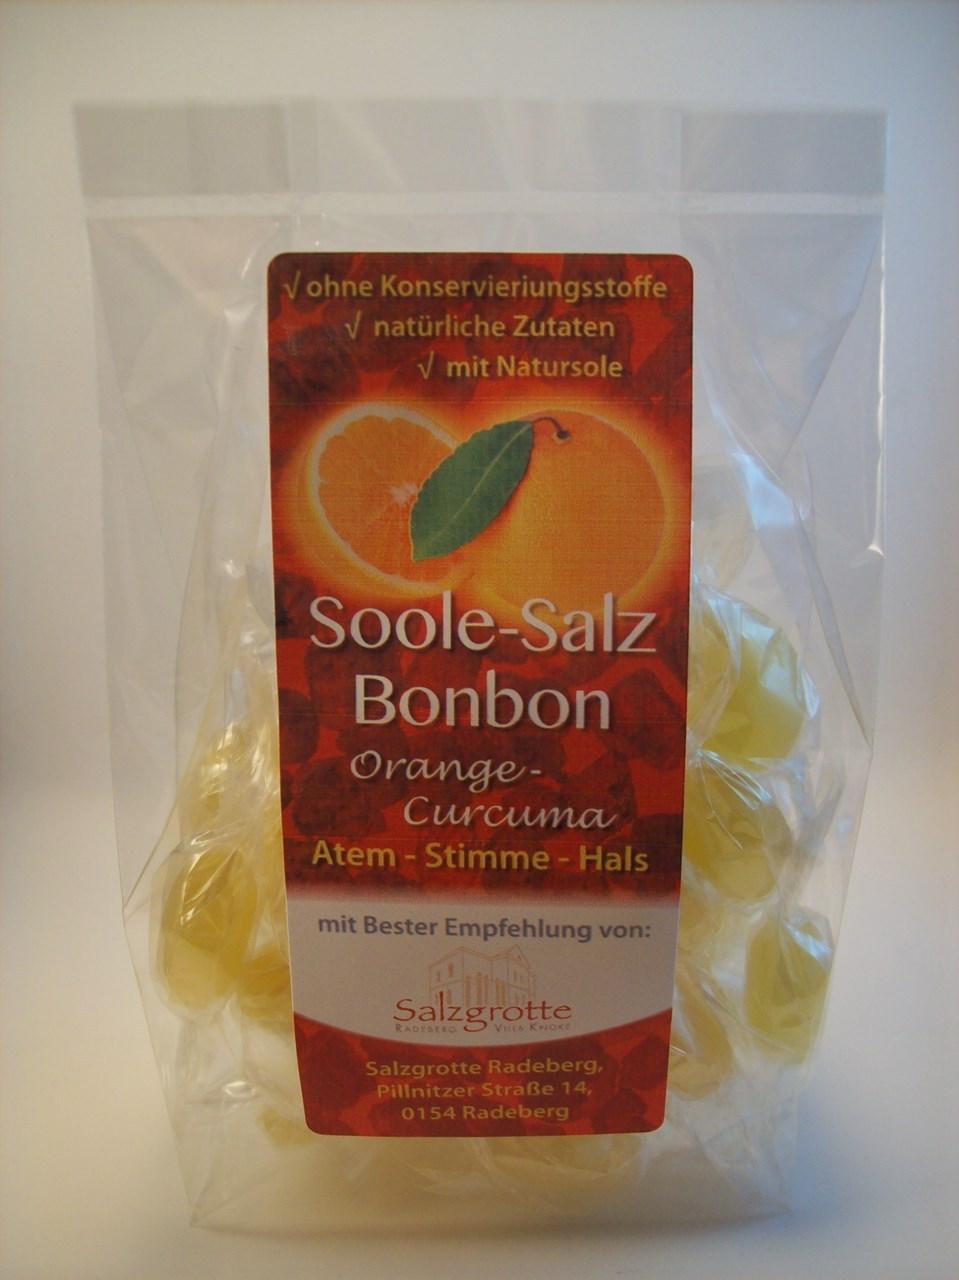 √ ohne Konservieriungsstoffe
√ natürliche Zutaten
√ mit Natursole
Soole-Salz
Bonbon
Orange-
Curcuma
Atem - Stimme - Hals
mit Bester Empfehlung von:
Salzgrotte
Radeberg Villa Knoke
Salzgrotte Radeberg,
Pillnitzer Straße 14,
0154 Radeberg